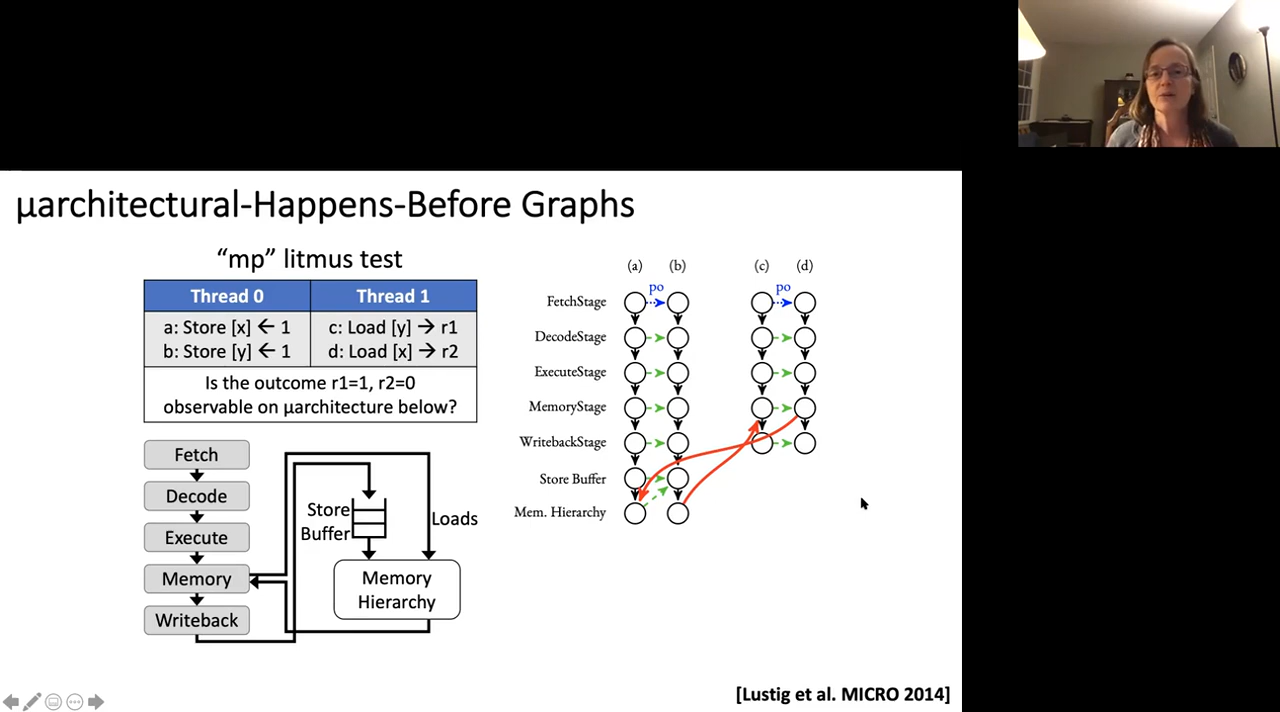 µarchitectural-Happens-Before Graphs
“mp” litmus test
Thread 0 Thread 1
a: Store [x] ← 1 c: Load [y] → r1
b: Store [y] ← 1 d: Load [x] → r2
Is the outcome r1=1, r2=0
observable on µarchitecture below?
Fetch
Decode
Execute
Memory
Writeback
Store
Buffer
Loads
Memory
Hierarchy
(a) (b) (c) (d)
po po
FetchStage
DecodeStage
ExecuteStage
MemoryStage
WritebackStage
Store Buffer
Mem. Hierarchy
[Lustig et al. MICRO 2014]